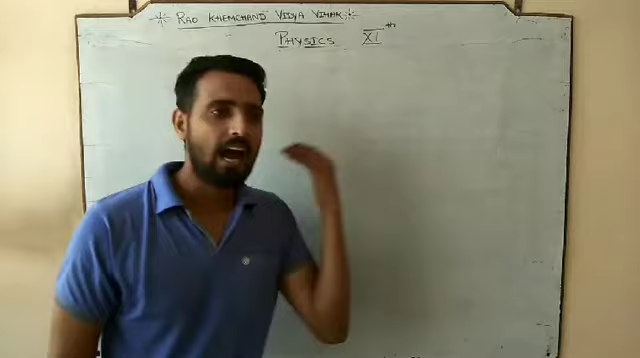 * RAO KHEMCHAND VIDYA VIHAR *
PHYSICS XI th